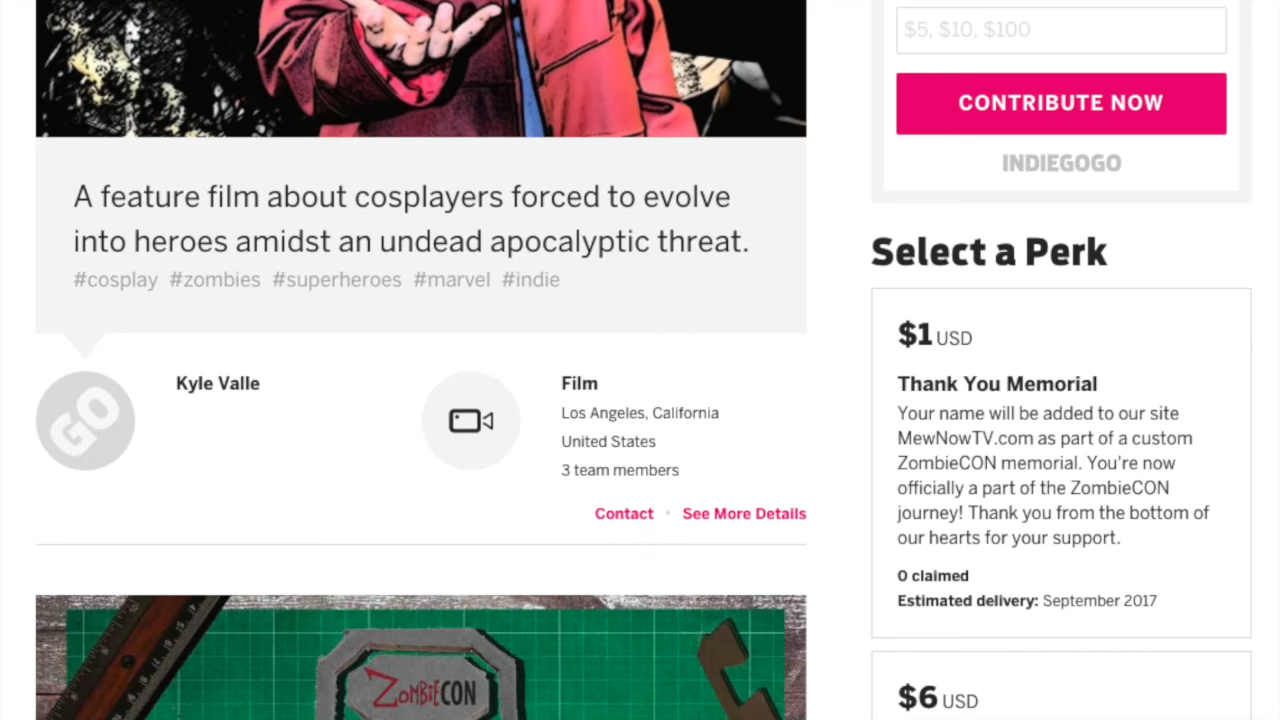 A feature film about cosplayers forced to evolve
into heroes amidst an undead apocalyptic threat.
#cosplay #zombies #superheroes #marvel #indie
GO
Kyle Valle
Film
Los Angeles, California
United States
3 team members
Contact • See More Details
ZOMBIECON
$5, $10, $100
CONTRIBUTE NOW
INDIEGOGO
Select a Perk
$1 USD
Thank You Memorial
Your name will be added to our site
MewNowTV.com as part of a custom
ZombieCON memorial. You're now
officially a part of the ZombieCON
journey! Thank you from the bottom of
our hearts for your support.
0 claimed
Estimated delivery: September 2017
$6 USD